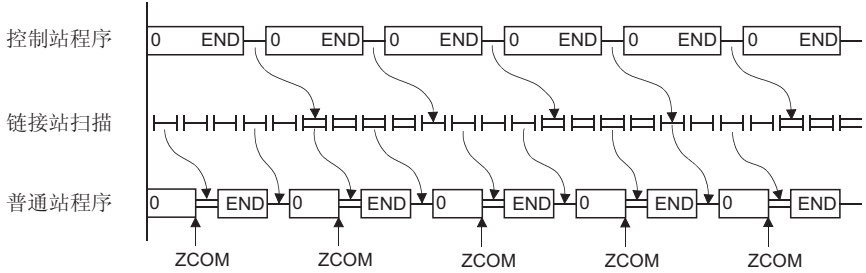 控制站程序 0 END 0 END 0 END 0 END 0 END 0 END
链接站扫描
普通站程序 0 END 0 END 0 END 0 END 0 END
ZCOM ZCOM ZCOM ZCOM ZCOM